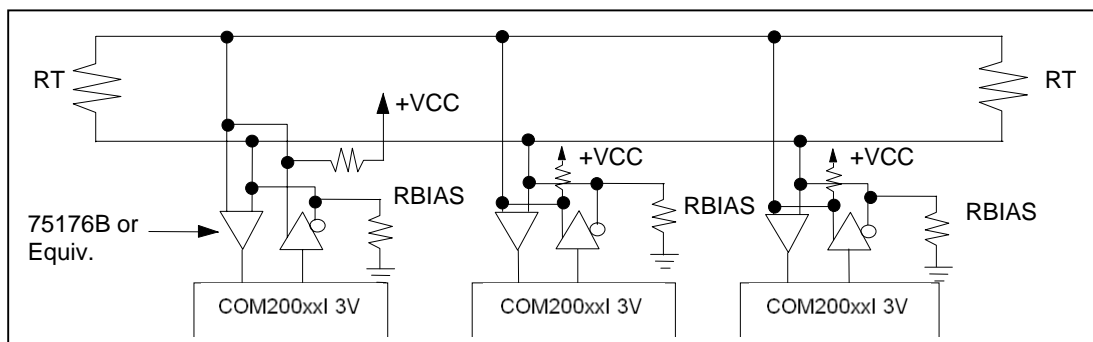 RT
RT
+VCC
+VCC
+VCC
RBIAS
RBIAS
RBIAS
75176B or
Equiv.
COM200xxI 3V
COM200xxI 3V
COM200xxI 3V